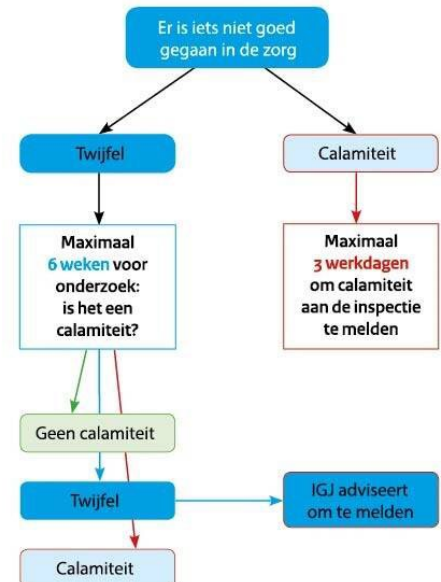 Er is iets niet goed
gegaan in de zorg
Twijfel
Calamiteit
Maximaal
6 weken voor
onderzoek:
is het een
calamiteit?
Maximaal
3 werkdagen
om calamiteit
aan de inspectie
te melden
Geen calamiteit
Twijfel
IGJ adviseert
om te melden
Calamiteit